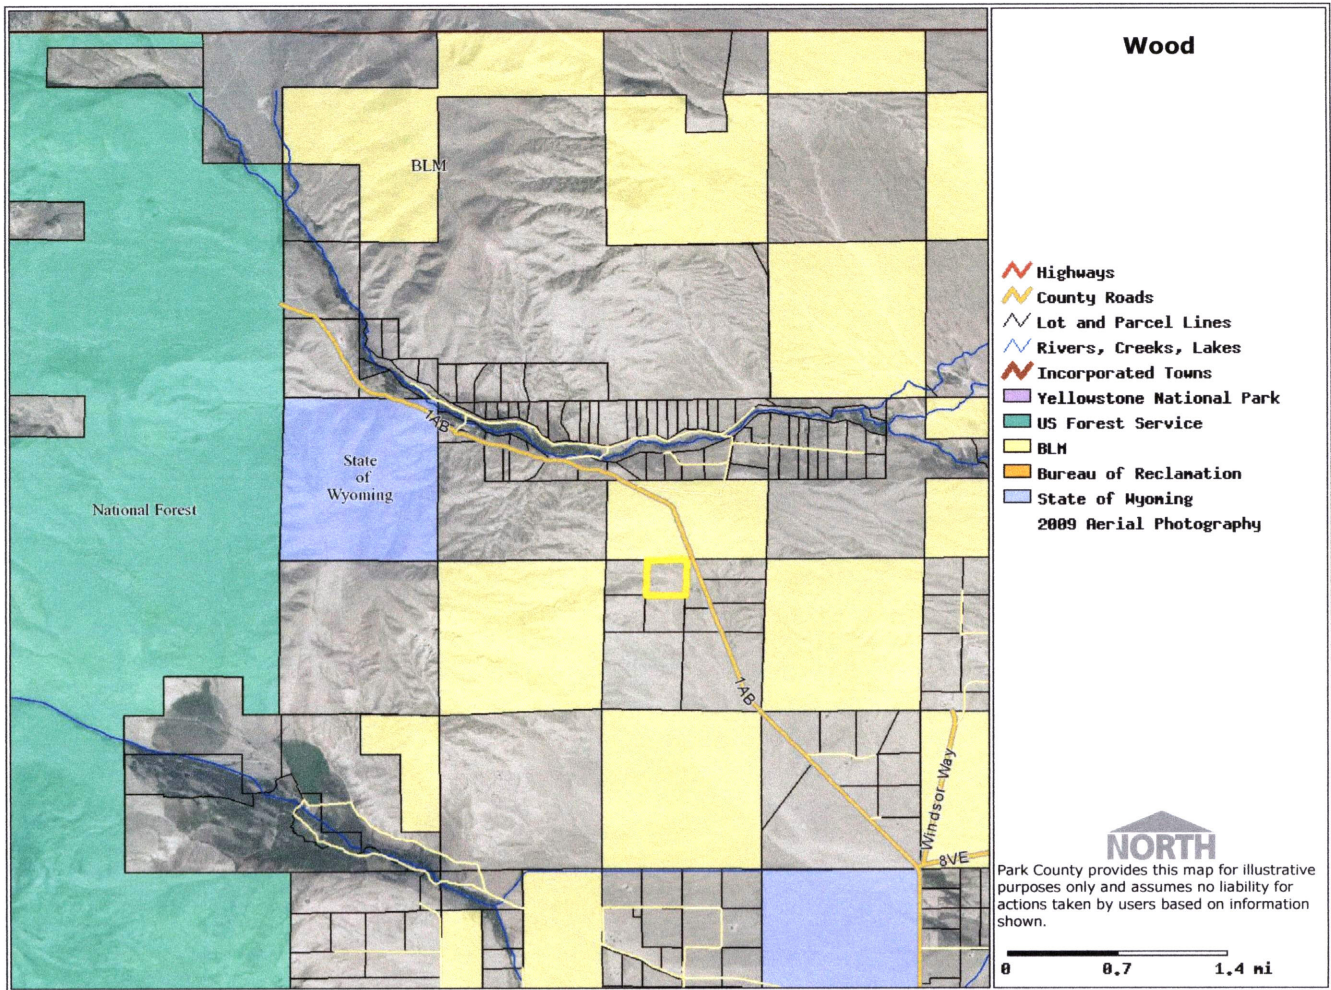 Wood
BLM
1AB
State
of
Wyoming
National Forest
1AB
Windsor Way
8VE
Highways
County Roads
Lot and Parcel Lines
Rivers, Creeks, Lakes
Incorporated Towns
Yellowstone National Park
US Forest Service
BLM
Bureau of Reclamation
State of Wyoming
2009 Aerial Photography
NORTH
Park County provides this map for illustrative
purposes only and assumes no liability for
actions taken by users based on information
shown.
0 0.7 1.4 mi